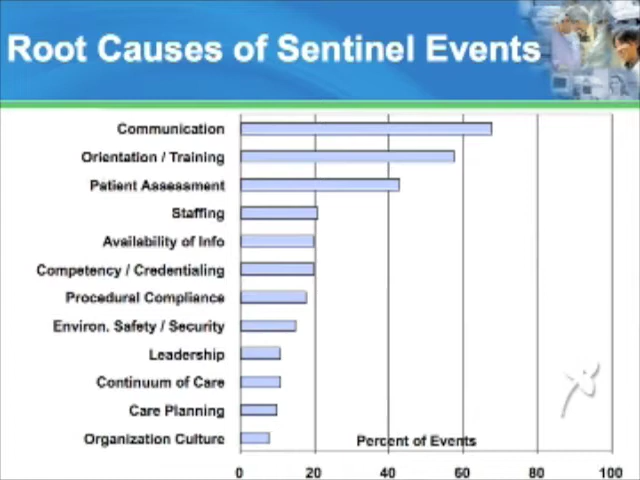 Root Causes of Sentinel Events
Communication
Orientation / Training
Patient Assessment
Staffing
Availability of Info
Competency / Credentialing
Procedural Compliance
Environ. Safety / Security
Leadership
Continuum of Care
Care Planning
Organization Culture
Percent of Events
0 20 40 60 80 100